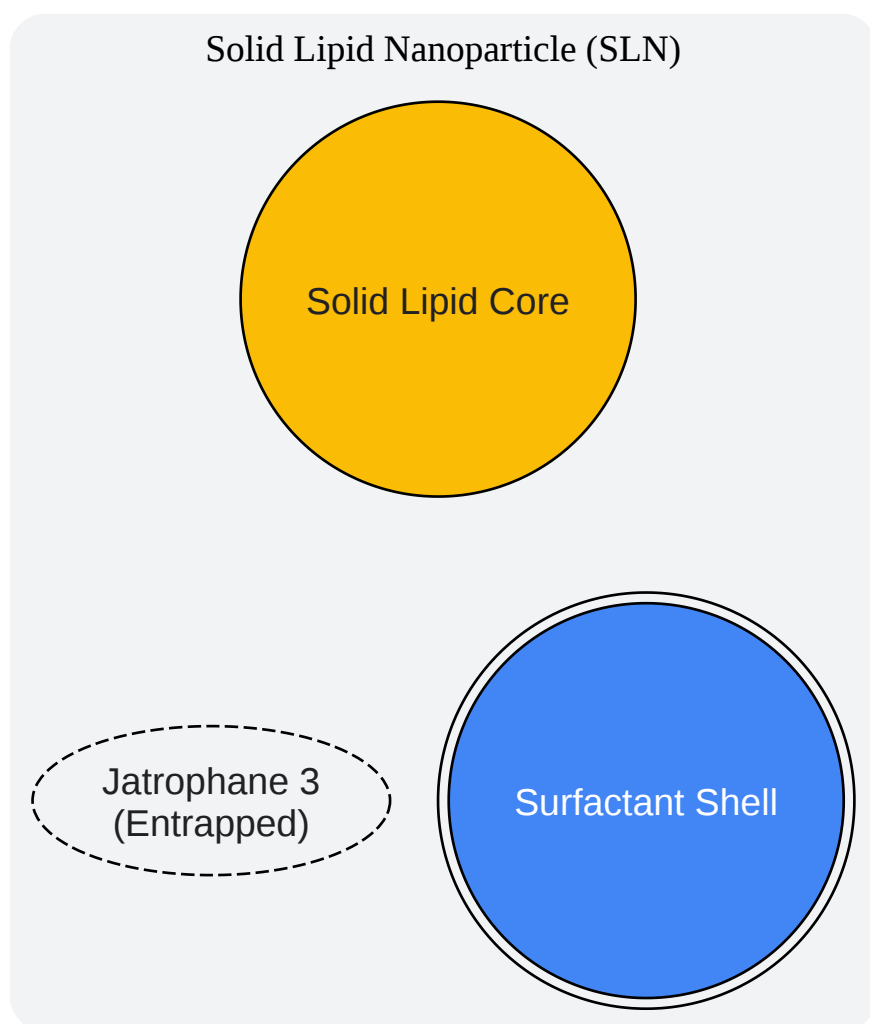 Solid Lipid Nanoparticle (SLN)
Solid Lipid Core
Jatrophane 3
(Entrapped)
Surfactant Shell